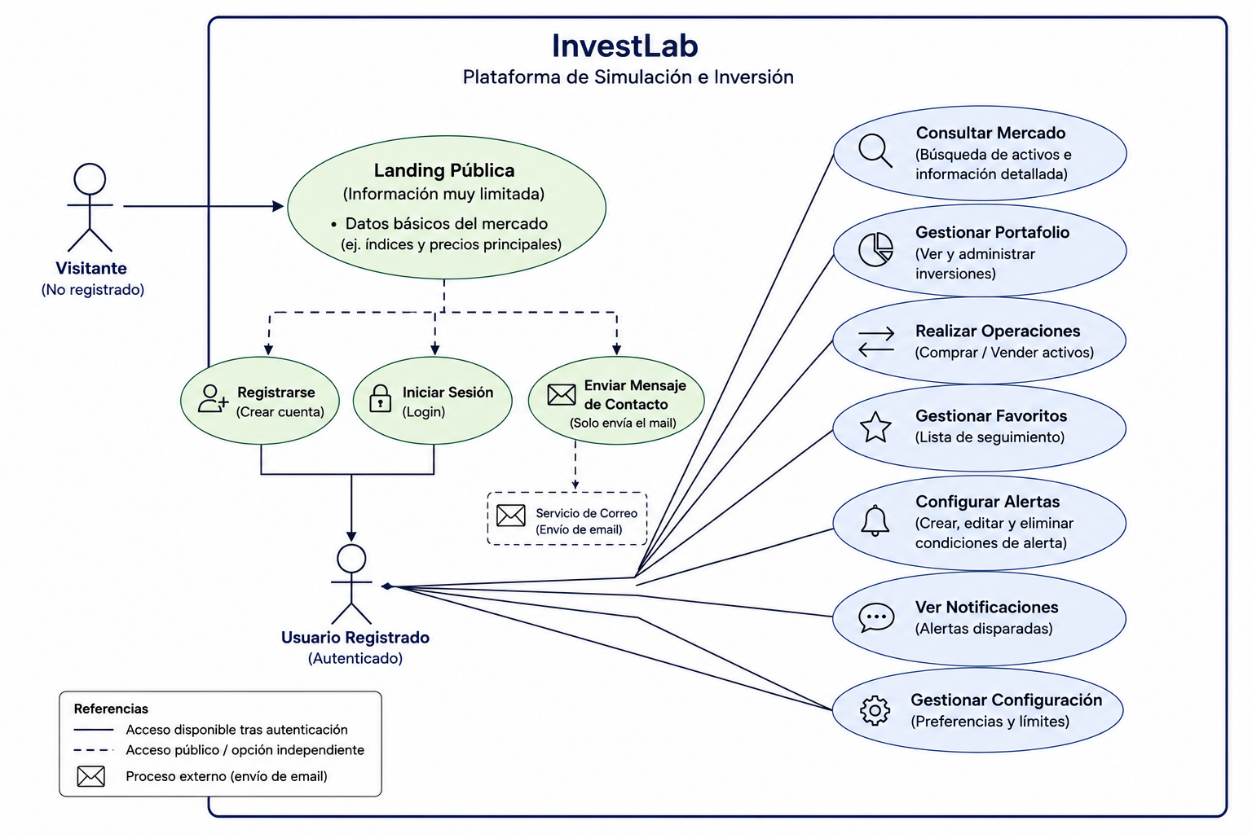 InvestLab
Plataforma de Simulación e Inversión
Visitante
(No registrado)
Landing Pública
(Información muy limitada)
• Datos básicos del mercado
(ej. índices y precios principales)
Registrarse
(Crear cuenta)
Iniciar Sesión
(Login)
Enviar Mensaje
de Contacto
(Solo envía el mail)
Servicio de Correo
(Envío de email)
Usuario Registrado
(Autenticado)
Consultar Mercado
(Búsqueda de activos e
información detallada)
Gestionar Portafolio
(Ver y administrar
inversiones)
Realizar Operaciones
(Comprar / Vender activos)
Gestionar Favoritos
(Lista de seguimiento)
Configurar Alertas
(Crear, editar y eliminar
condiciones de alerta)
Ver Notificaciones
(Alertas disparadas)
Gestionar Configuración
(Preferencias y límites)
Referencias
Acceso disponible tras autenticación
Acceso público / opción independiente
Proceso externo (envío de email)